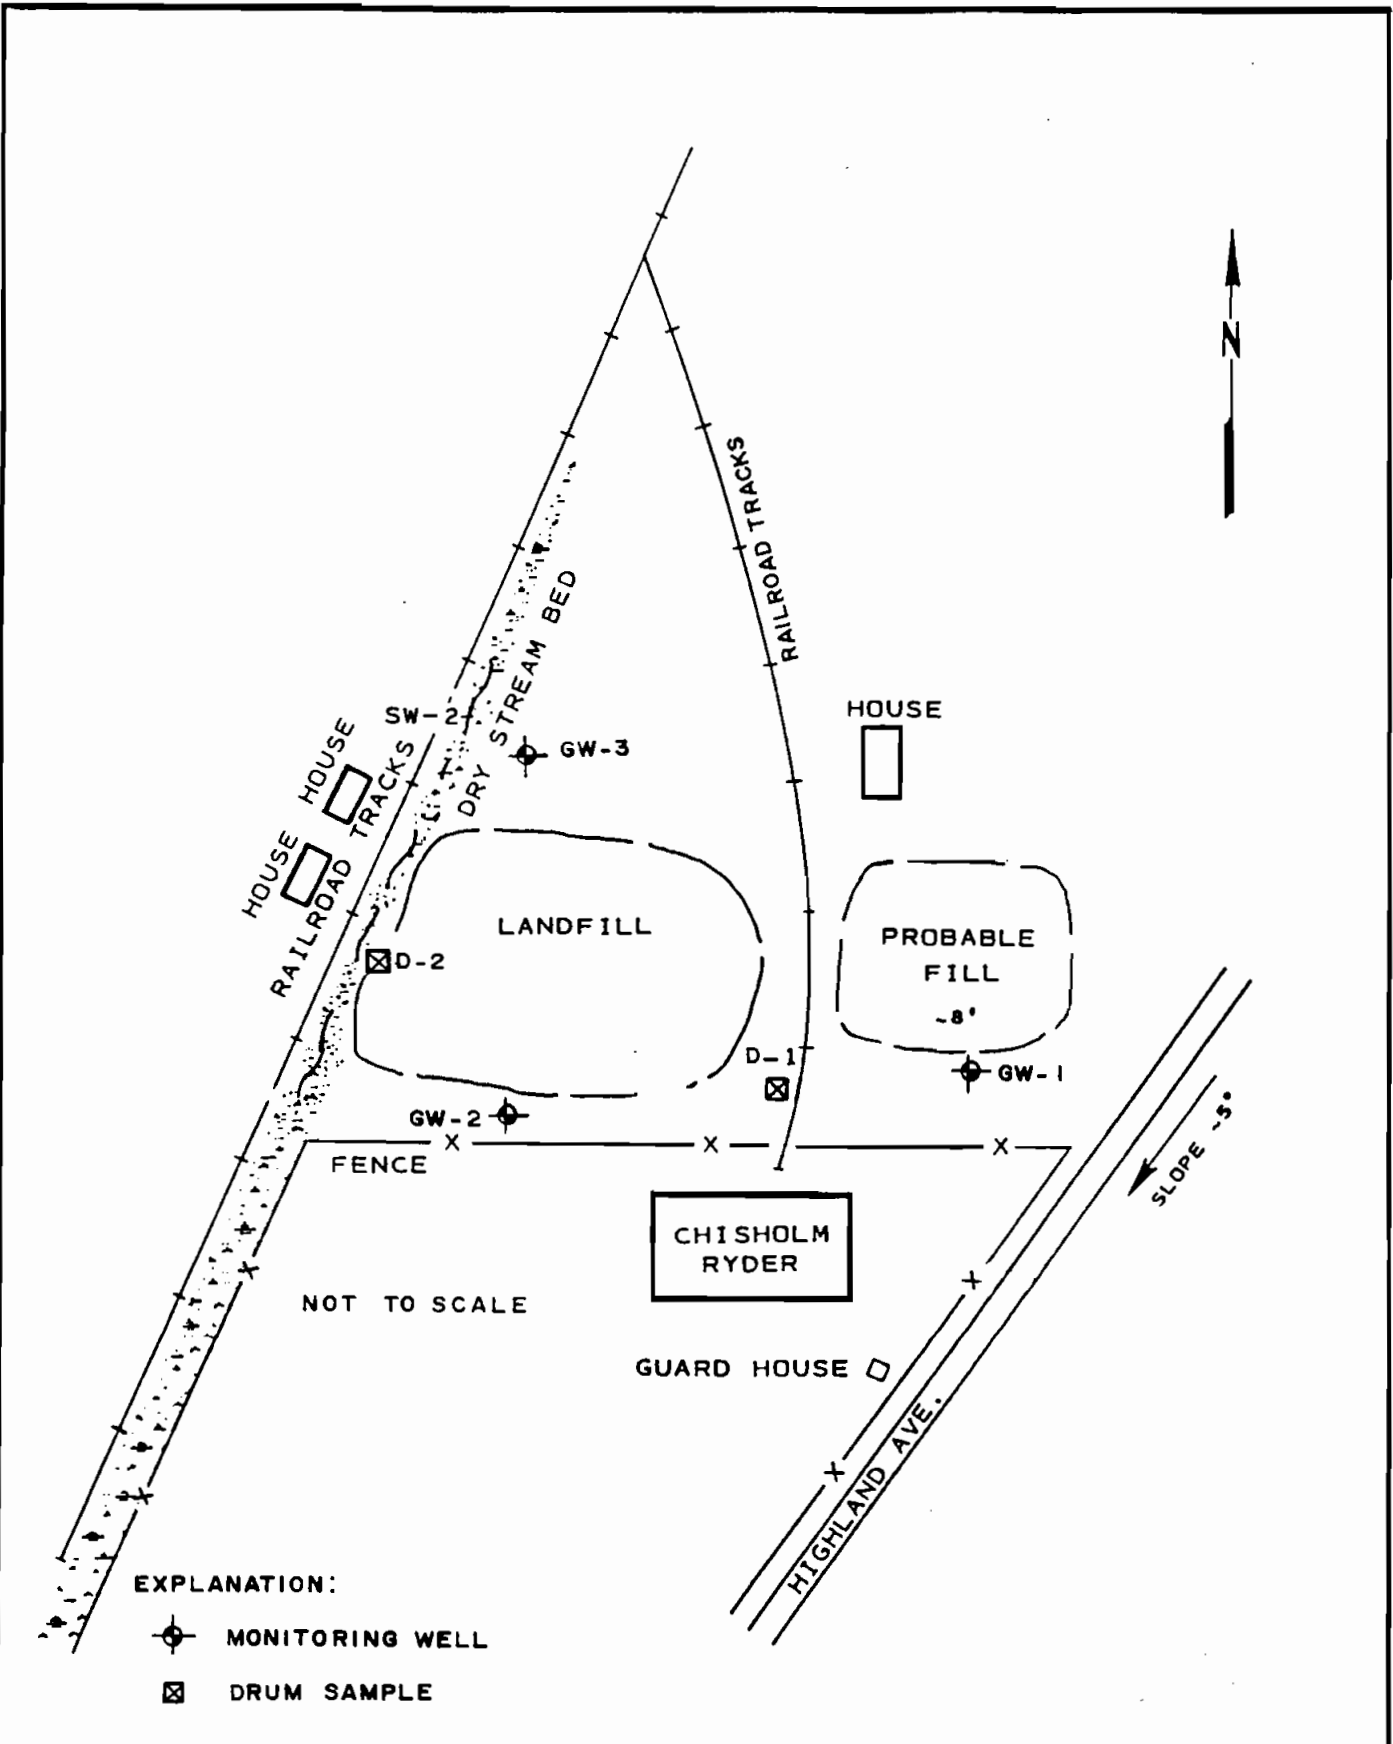 N
RAILROAD TRACKS
DRY STREAM BED
SW-2
GW-3
HOUSE
HOUSE
HOUSE
RAILROAD TRACKS
LANDFILL
PROBABLE
FILL
~8'
D-2
D-1
GW-1
GW-2
FENCE
SLOPE ~5°
CHISHOLM
RYDER
NOT TO SCALE
GUARD HOUSE
HIGHLAND AVE.
EXPLANATION:
MONITORING WELL
DRUM SAMPLE